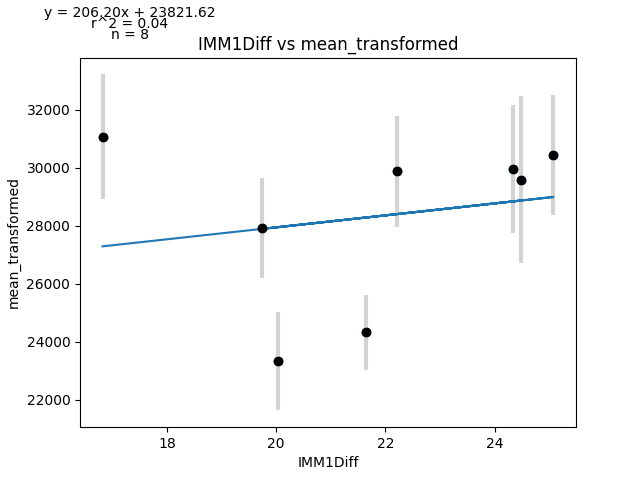 y = 206.20x + 23821.62
r^2 = 0.04
n = 8
IMM1Diff vs mean_transformed
32000
30000
28000
26000
24000
22000
mean_transformed
18
20
22
24
IMM1Diff